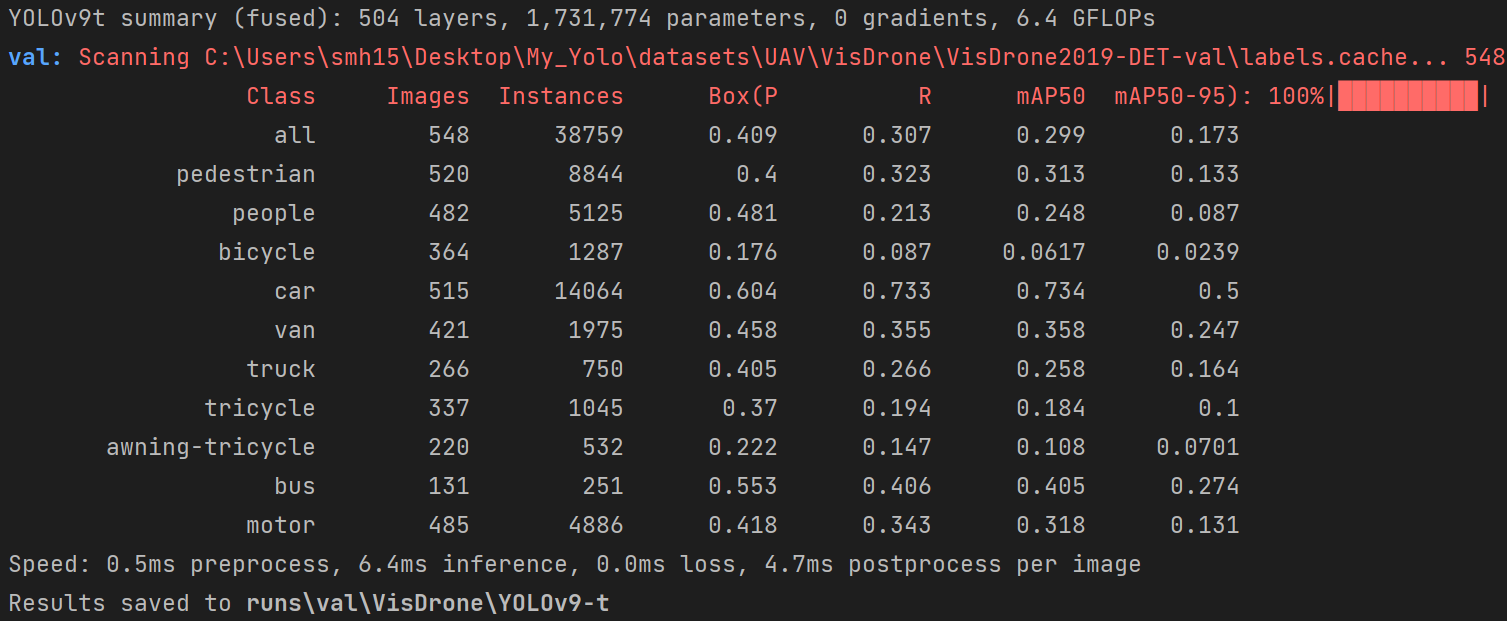 YOLOv9t summary (fused): 504 layers, 1,731,774 parameters, 0 gradients, 6.4 GFLOPs
val: Scanning C:\Users\smh15\Desktop\My_Yolo\datasets\UAV\VisDrone\VisDrone2019-DET-val\labels.cache... 548
Class Images Instances Box(P R mAP50 mAP50-95): 100%|██████████|
all 548 38759 0.409 0.307 0.299 0.173
pedestrian 520 8844 0.4 0.323 0.313 0.133
people 482 5125 0.481 0.213 0.248 0.087
bicycle 364 1287 0.176 0.087 0.0617 0.0239
car 515 14064 0.604 0.733 0.734 0.5
van 421 1975 0.458 0.355 0.358 0.247
truck 266 750 0.405 0.266 0.258 0.164
tricycle 337 1045 0.37 0.194 0.184 0.1
awning-tricycle 220 532 0.222 0.147 0.108 0.0701
bus 131 251 0.553 0.406 0.405 0.274
motor 485 4886 0.418 0.343 0.318 0.131
Speed: 0.5ms preprocess, 6.4ms inference, 0.0ms loss, 4.7ms postprocess per image
Results saved to runs\val\VisDrone\YOLOv9-t